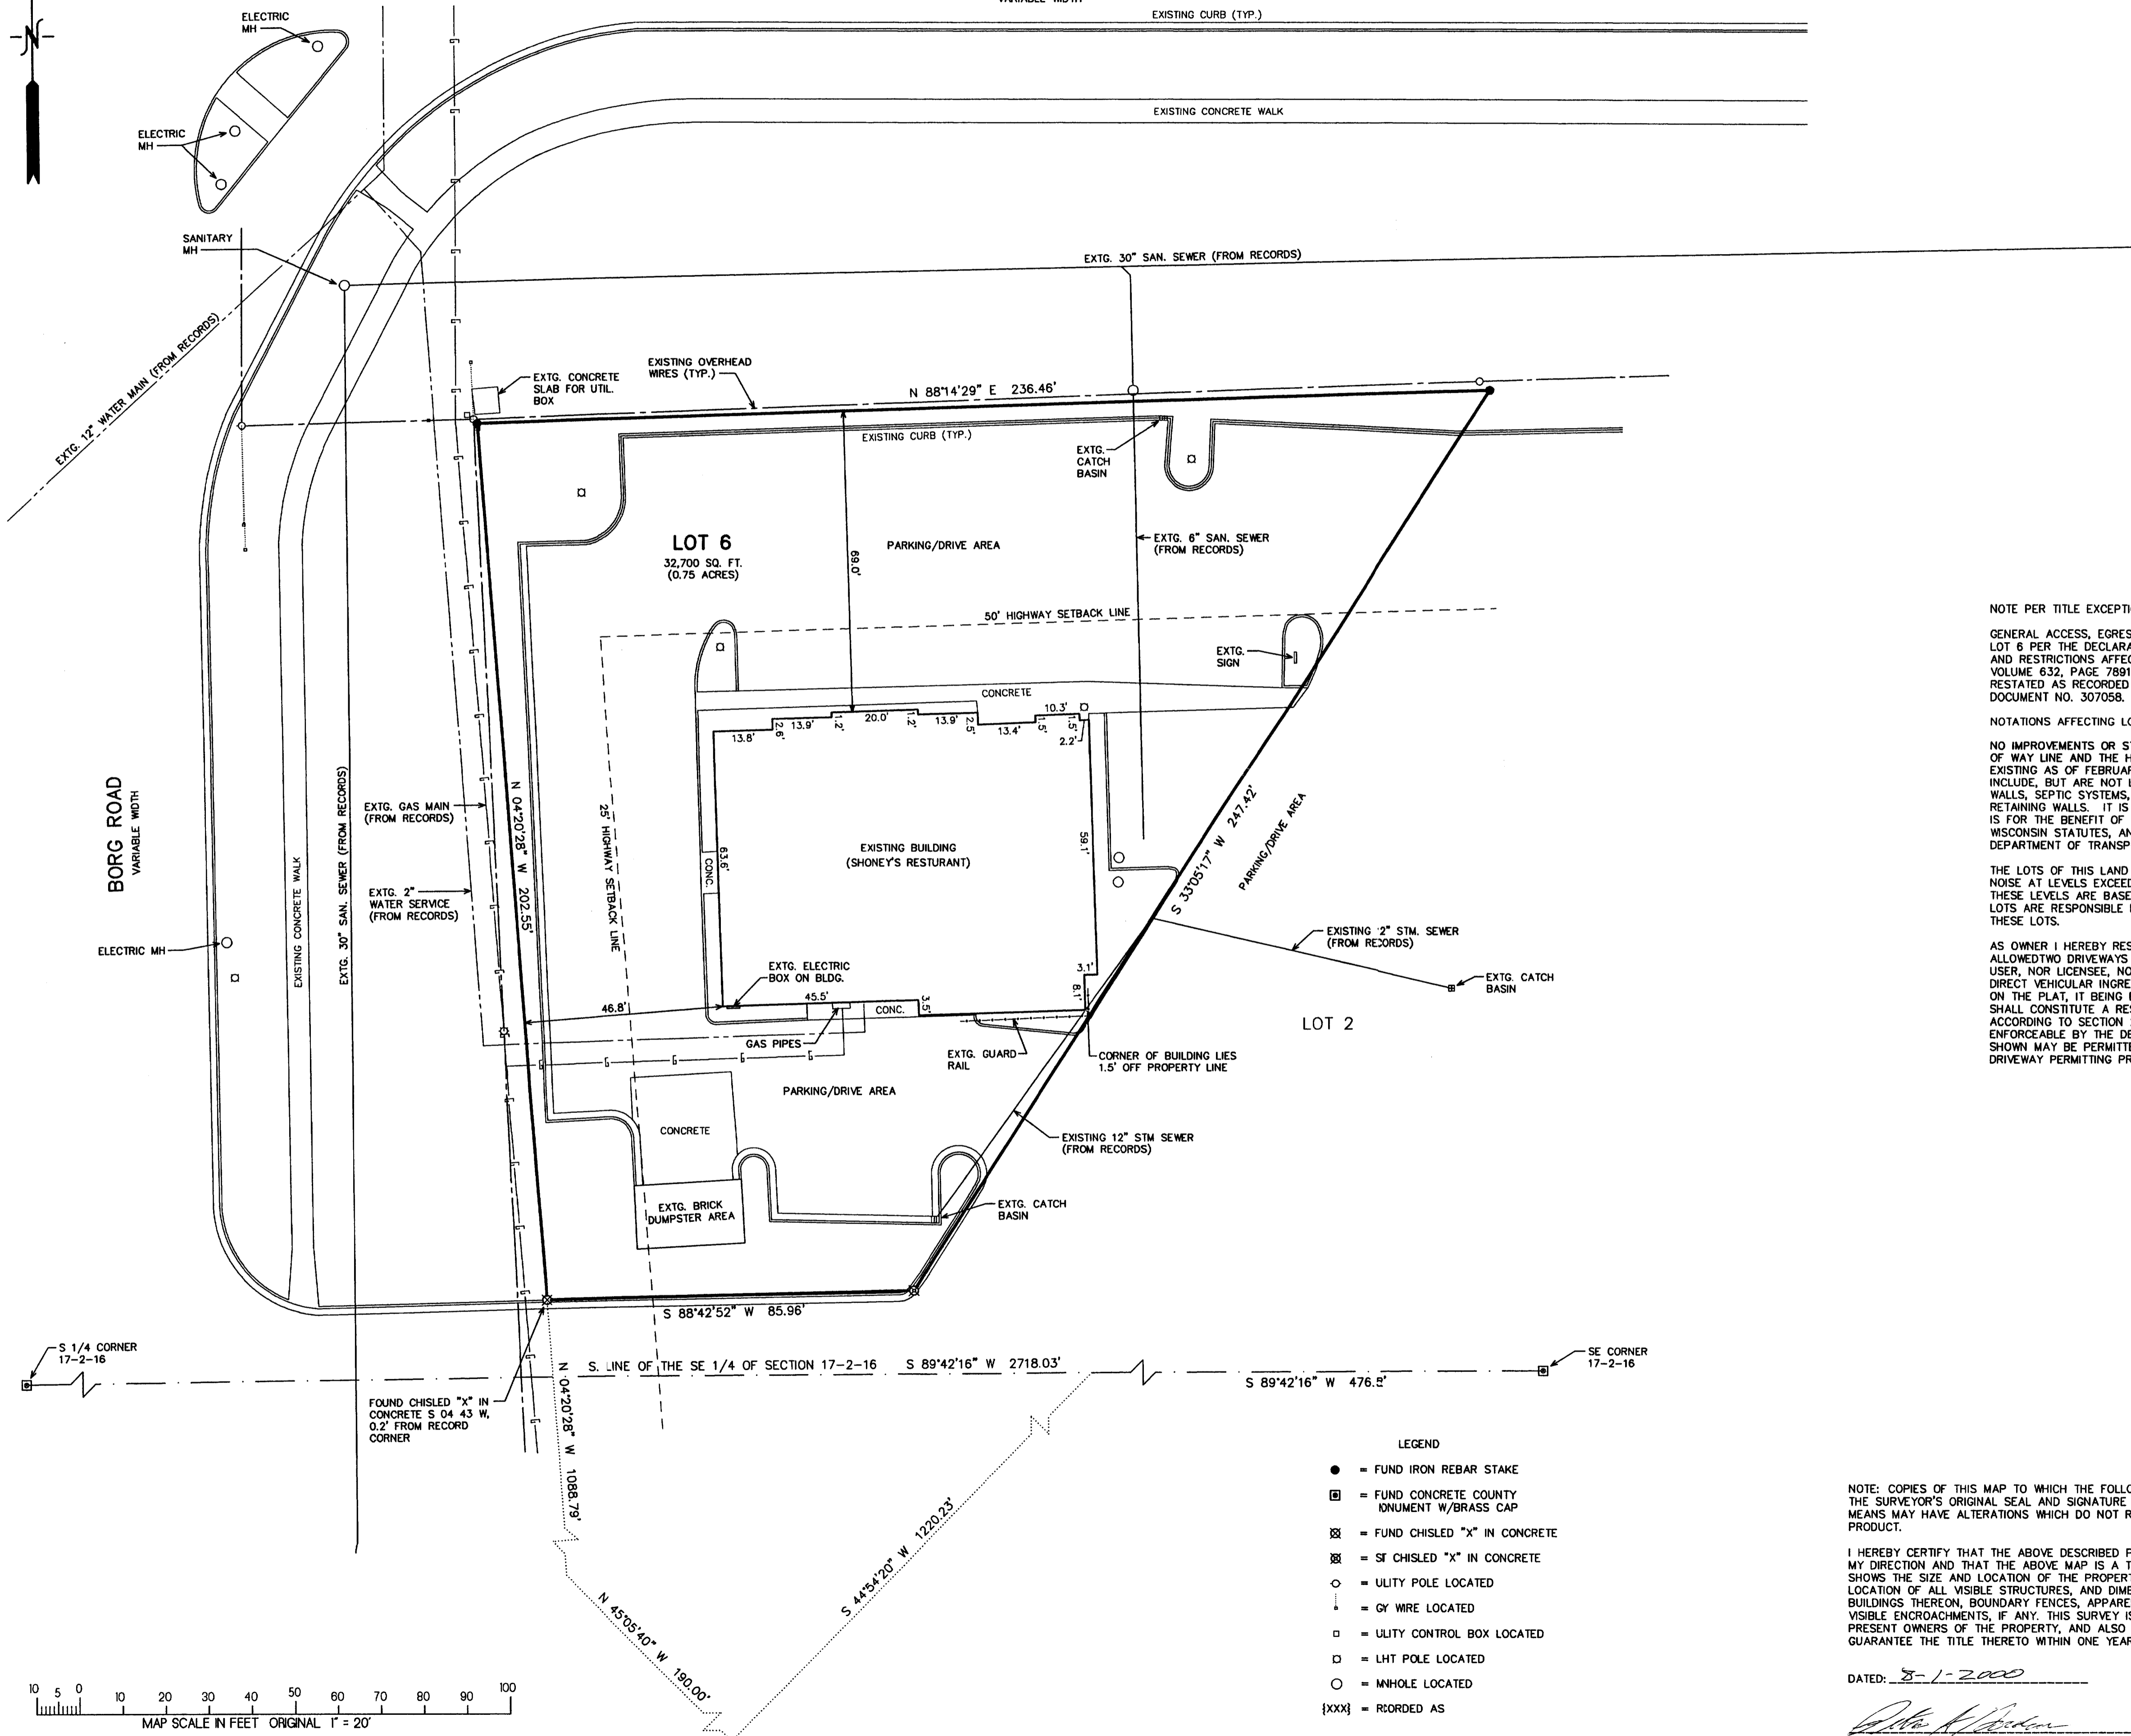 N
VARIABLE WIDTH
EXISTING CURB (TYP.)
ELECTRIC
MH
EXISTING CONCRETE WALK
ELECTRIC
MH
SANITARY
MH
EXTG. 30" SAN. SEWER (FROM RECORDS)
EXTG. 12" WATER MAIN (FROM RECORDS)
EXTG. CONCRETE
SLAB FOR UTIL.
BOX
EXISTING OVERHEAD
WIRES (TYP.)
N 88°14'29" E 236.46'
EXISTING CURB (TYP.)
EXTG.
CATCH
BASIN
LOT 6
32,700 SQ. FT.
(0.75 ACRES)
69.0'
PARKING/DRIVE AREA
EXTG. 6" SAN. SEWER
(FROM RECORDS)
50' HIGHWAY SETBACK LINE
EXTG.
SIGN
CONCRETE
13.8'
2.6'
13.9'
1.2'
20.0'
1.2'
13.9'
2.5'
13.4'
1.5'
10.3'
1.5'
2.2'
BORG ROAD
VARIABLE WIDTH
EXTG. 30" SAN. SEWER (FROM RECORDS)
EXISTING CONCRETE WALK
EXTG. GAS MAIN
(FROM RECORDS)
EXTG. 2"
WATER SERVICE
(FROM RECORDS)
N 04°20'28" W 202.55'
25' HIGHWAY SETBACK LINE
CONC.
63.6'
EXISTING BUILDING
(SHONEY'S RESTURANT)
59.1'
S 33°05'17" W 247.42'
PARKING/DRIVE AREA
ELECTRIC MH
EXISTING 2" STM. SEWER
(FROM RECORDS)
EXTG. CATCH
BASIN
EXTG. ELECTRIC
BOX ON BLDG.
46.8'
45.5'
CONC.
3.5'
3.1'
8.1'
GAS PIPES
EXTG. GUARD
RAIL
CORNER OF BUILDING LIES
1.5' OFF PROPERTY LINE
LOT 2
PARKING/DRIVE AREA
CONCRETE
EXISTING 12" STM SEWER
(FROM RECORDS)
EXTG. BRICK
DUMPSTER AREA
EXTG. CATCH
BASIN
S 88°42'52" W 85.96'
S 1/4 CORNER
17-2-16
S. LINE OF THE SE 1/4 OF SECTION 17-2-16 S 89°42'16" W 2718.03'
S 89°42'16" W
SE CORNER
17-2-16
FOUND CHISLED "X" IN
CONCRETE S 04 43 W,
0.2' FROM RECORD
CORNER
N 04°20'28" W 1088.79'
N 45°05'40" W 190.00'
S 44°54'20" W 1220.23'
LEGEND
= FUND IRON REBAR STAKE
= FUND CONCRETE COUNTY
IONUMENT W/BRASS CAP
= FUND CHISLED "X" IN CONCRETE
= ST CHISLED "X" IN CONCRETE
= ULITY POLE LOCATED
= GY WIRE LOCATED
= ULITY CONTROL BOX LOCATED
= LHT POLE LOCATED
= MNHOLE LOCATED
{XXX} = RCORDED AS
10 5 0 10 20 30 40 50 60 70 80 90 100
MAP SCALE IN FEET ORIGINAL 1" = 20'
NOTE PER TITLE EXCEPTI
GENERAL ACCESS, EGRES
LOT 6 PER THE DECLARA
AND RESTRICTIONS AFFEC
VOLUME 632, PAGE 7891
RESTATED AS RECORDED
DOCUMENT NO. 307058.
NOTATIONS AFFECTING LO
NO IMPROVEMENTS OR ST
OF WAY LINE AND THE H
EXISTING AS OF FEBRUAR
INCLUDE, BUT ARE NOT L
WALLS, SEPTIC SYSTEMS,
RETAINING WALLS. IT IS
IS FOR THE BENEFIT OF
WISCONSIN STATUTES, AN
DEPARTMENT OF TRANSP
THE LOTS OF THIS LAND
NOISE AT LEVELS EXCEED
THESE LEVELS ARE BASE
LOTS ARE RESPONSIBLE
THESE LOTS.
AS OWNER I HEREBY RES
ALLOWEDTWO DRIVEWAYS
USER, NOR LICENSEE, NO
DIRECT VEHICULAR INGRE
ON THE PLAT, IT BEING
SHALL CONSTITUTE A RES
ACCORDING TO SECTION
ENFORCEABLE BY THE DE
SHOWN MAY BE PERMITTE
DRIVEWAY PERMITTING PR
NOTE: COPIES OF THIS MAP TO WHICH THE FOLLO
THE SURVEYOR'S ORIGINAL SEAL AND SIGNATURE
MEANS MAY HAVE ALTERATIONS WHICH DO NOT R
PRODUCT.
I HEREBY CERTIFY THAT THE ABOVE DESCRIBED P
MY DIRECTION AND THAT THE ABOVE MAP IS A T
SHOWS THE SIZE AND LOCATION OF THE PROPERT
LOCATION OF ALL VISIBLE STRUCTURES, AND DIME
BUILDINGS THEREON, BOUNDARY FENCES, APPARE
VISIBLE ENCROACHMENTS, IF ANY. THIS SURVEY IS
PRESENT OWNERS OF THE PROPERTY, AND ALSO
GUARANTEE THE TITLE THERETO WITHIN ONE YEAR
DATED: 8-1-2000